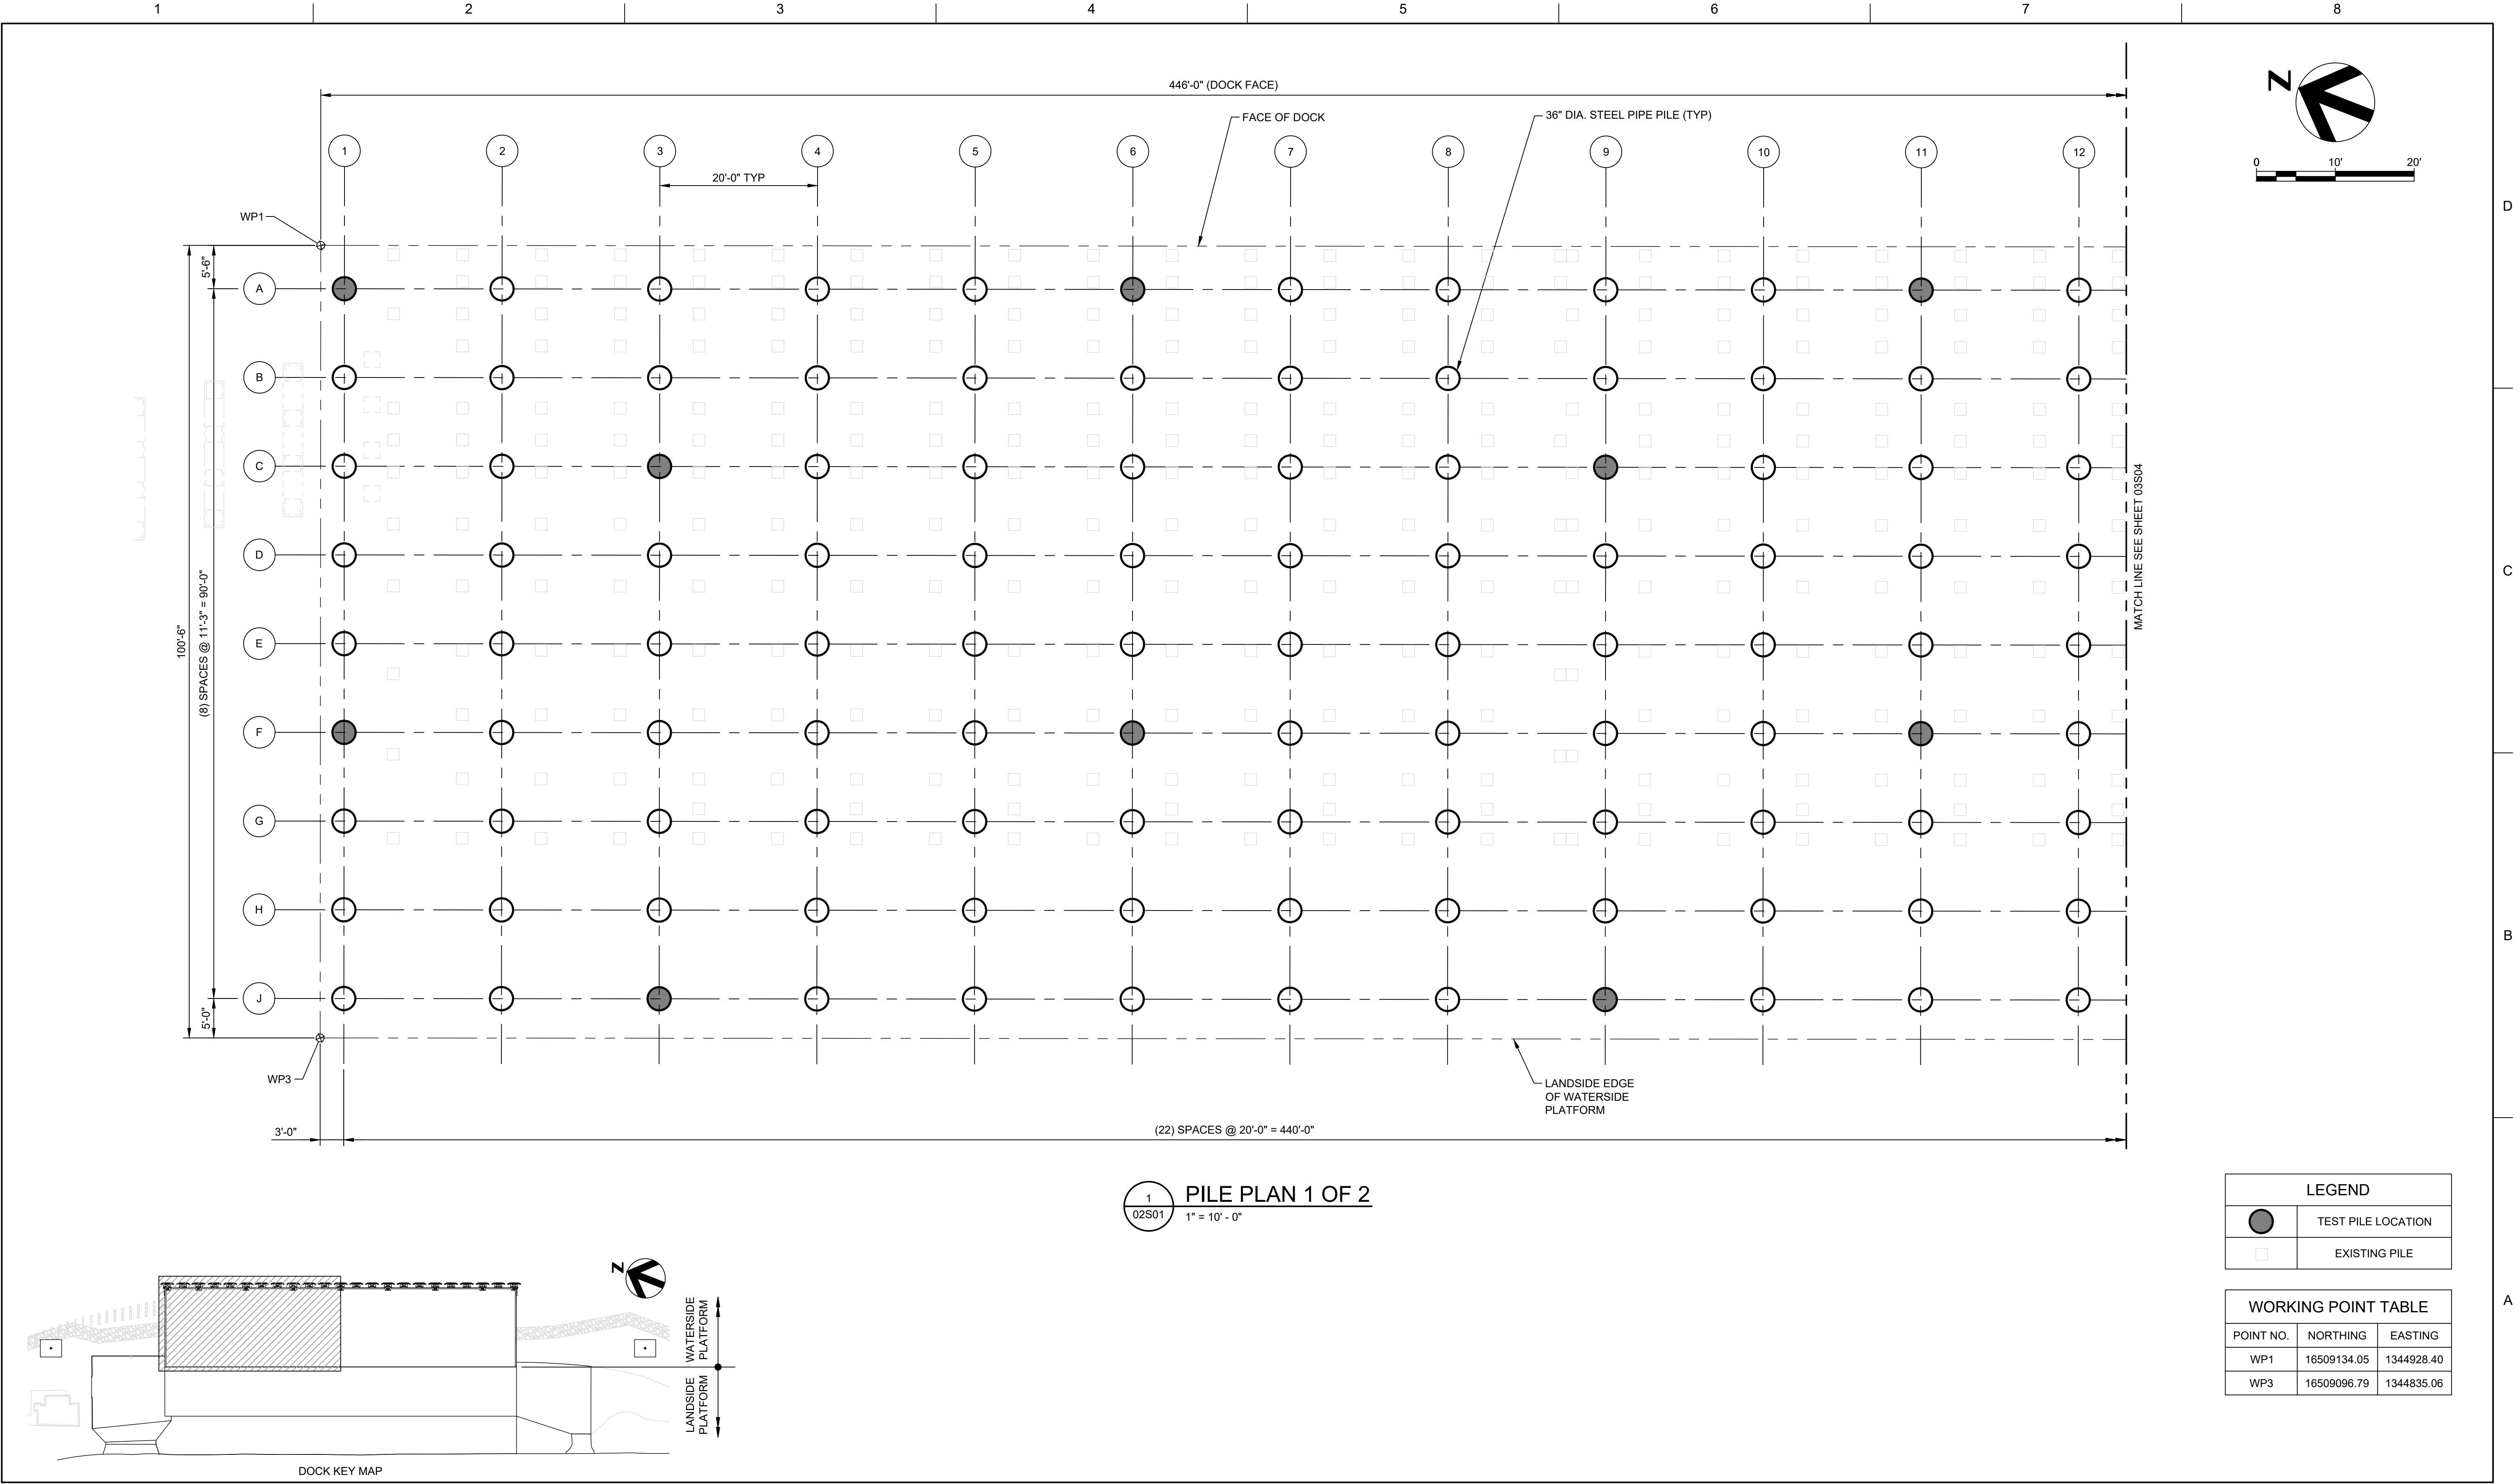 1 2 3 4 5 6 7 8
446'-0" (DOCK FACE)
FACE OF DOCK
36" DIA. STEEL PIPE PILE (TYP)
N
0 10' 20'
1 2 3 4 5 6 7 8 9 10 11 12
20'-0" TYP
WP1
D
5'-6"
A
B
C
D
E
F
G
H
J
100'-6"
(8) SPACES @ 11'-3" = 90'-0"
5'-0"
MATCH LINE SEE SHEET 03S04
C
B
WP3
LANDSIDE EDGE
OF WATERSIDE
PLATFORM
3'-0"
(22) SPACES @ 20'-0" = 440'-0"
1
02S01
PILE PLAN 1 OF 2
1" = 10' - 0"
LEGEND
TEST PILE LOCATION
EXISTING PILE
A
WORKING POINT TABLE
POINT NO. NORTHING EASTING
WP1 16509134.05 1344928.40
WP3 16509096.79 1344835.06
N
WATERSIDE
PLATFORM
LANDSIDE
PLATFORM
DOCK KEY MAP